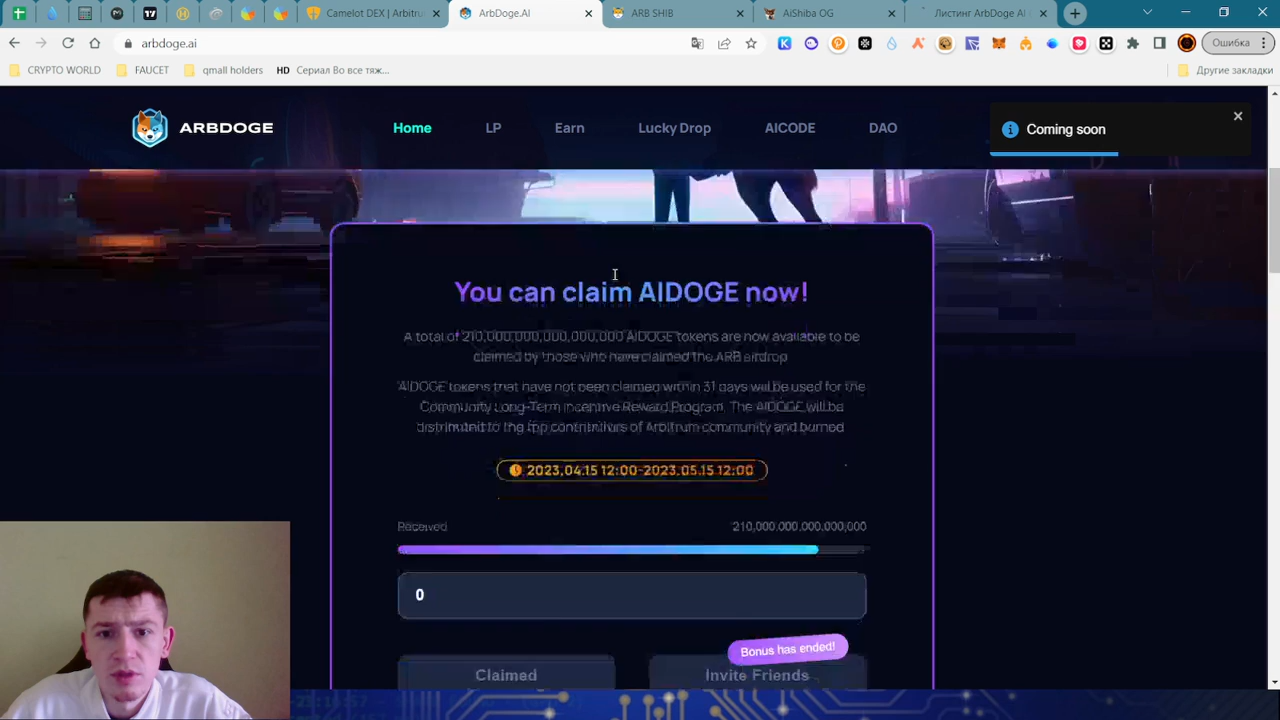 Camelot DEX | Arbitru
ArbDoge.AI
ARB SHIB
AiShiba OG
Листинг ArbDoge AI
arbdoge.ai
Ошибка
CRYPTO WORLD
FAUCET
qmall holders
HD Сериал Во все тяж...
Другие закладки
ARBDOGE
Home
LP
Earn
Lucky Drop
AICODE
DAO
Coming soon
You can claim AIDOGE now!
A total of 210,000,000,000,000,000 AIDOGE tokens are now available to be
claimed by those who have claimed the ARB airdrop
AIDOGE tokens that have not been claimed within 31 days will be used for the
Community Long-Term Incentive Reward Program. The AIDOGE will be
distributed to the contributors of Arbitrum community and burned
2023,04.15 12:00-2023.05.15 12:00
Received
210,000,000,000,000,000
0
Bonus has ended!
Claimed
Invite Friends